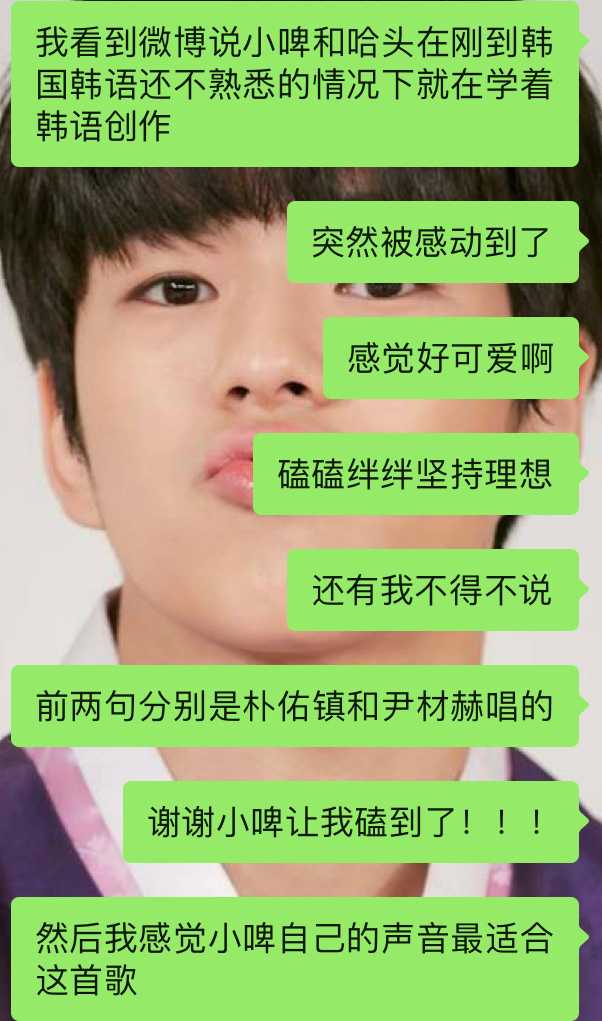 我看到微博说小啤和哈头在刚到韩
国韩语还不熟悉的情况下就在学着
韩语创作
突然被感动到了
感觉好可爱啊
磕磕绊绊坚持理想
还有我不得不说
前两句分别是朴佑镇和尹材赫唱的
谢谢小啤让我磕到了！！！
然后我感觉小啤自己的声音最适合
这首歌